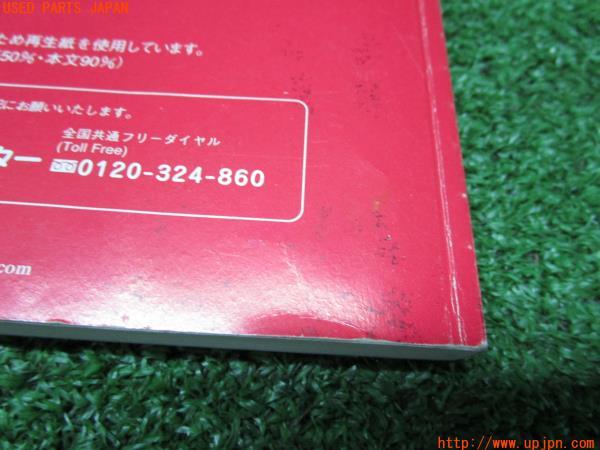 USED PARTS JAPAN
ため再生紙を使用しています。
50%・本文90%)
にお願いいたします。
全国共通フリーダイヤル
(Toll Free)
ター 0120-324-860
.com
http://www.upjpn.com/